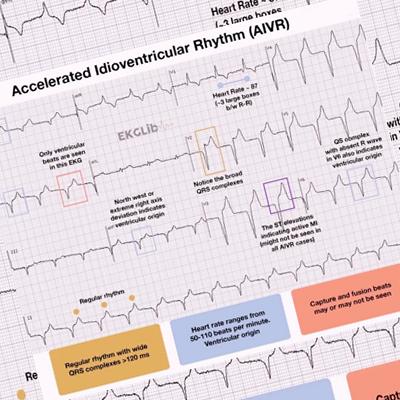 Heart Rate ~
(~3 large boxes
Accelerated Idioventricular Rhythm (AIVR)
Heart Rate ~ 87
(~3 large boxes
b/w R-R)
EKGLib
Only ventricular
beats are seen
in this EKG
QS complex
with absent R wave
in V6 also indicates
ventricular origin
Notice the broad
QRS complexes
North west or
extreme right axis
deviation indicates
ventricular origin
The ST elevations
indicating active MI
(might not be seen in
all AIVR cases)
Regular rhythm
Regular rhythm with wide
QRS complexes >120 ms
Heart rate ranges from
50-110 beats per minute.
Ventricular origin
Capture and fusion beats
may or may not be seen
Re
Capt